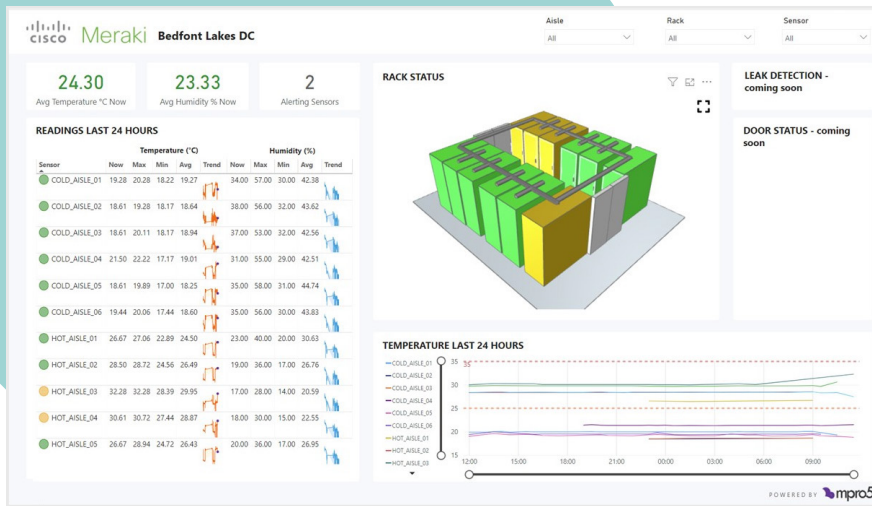 CISCO Meraki Bedfont Lakes DC
Aisle Rack Sensor
All All All
24.30 23.33 2
Avg Temperature °C Now Avg Humidity % Now Alerting Sensors
RACK STATUS
LEAK DETECTION -
coming soon
DOOR STATUS - coming
soon
READINGS LAST 24 HOURS
Temperature (°C) Humidity (%)
Sensor Now Max Min Avg Trend Now Max Min Avg Trend
COLD_AISLE_01 19.28 20.28 18.22 19.27 34.00 57.00 30.00 42.38
COLD_AISLE_02 18.61 19.28 18.17 18.64 38.00 56.00 32.00 43.62
COLD_AISLE_03 18.61 20.11 18.17 18.94 37.00 53.00 32.00 42.56
COLD_AISLE_04 21.50 22.22 17.17 19.01 31.00 55.00 29.00 42.51
COLD_AISLE_05 18.61 19.89 17.00 18.25 35.00 58.00 31.00 44.74
COLD_AISLE_06 19.44 20.06 17.44 18.60 35.00 56.00 30.00 43.83
HOT_AISLE_01 26.67 27.06 22.89 24.50 23.00 40.00 20.00 30.63
HOT_AISLE_02 28.50 28.72 24.56 26.49 19.00 36.00 17.00 26.76
HOT_AISLE_03 32.28 32.28 28.39 29.95 17.00 28.00 14.00 20.59
HOT_AISLE_04 30.61 30.72 27.44 28.87 18.00 30.00 15.00 22.55
HOT_AISLE_05 26.67 28.94 24.72 26.43 20.00 36.00 17.00 26.95
TEMPERATURE LAST 24 HOURS
COLD_AISLE_01
COLD_AISLE_02
COLD_AISLE_03
COLD_AISLE_04
COLD_AISLE_05
COLD_AISLE_06
HOT_AISLE_01
HOT_AISLE_02
HOT_AISLE_03
35 35
30
25
20
15
12:00 15:00 18:00 21:00 00:00 03:00 06:00 09:00
POWERED BY mpro5